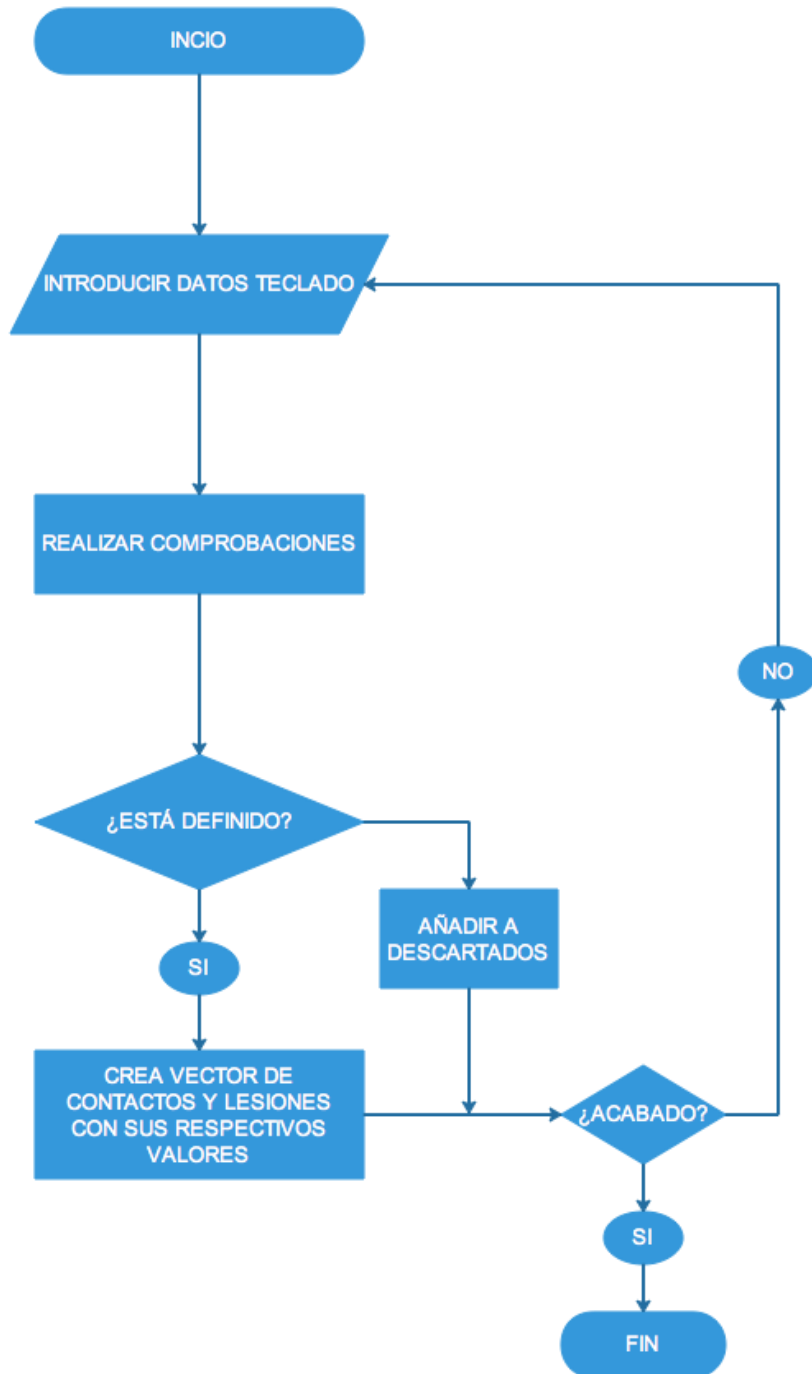 INCIO
INTRODUCIR DATOS TECLADO
REALIZAR COMPROBACIONES
NO
¿ESTÁ DEFINIDO?
AÑADIR A
DESCARTADOS
SI
CREA VECTOR DE
CONTACTOS Y LESIONES
CON SUS RESPECTIVOS
VALORES
¿ACABADO?
SI
FIN